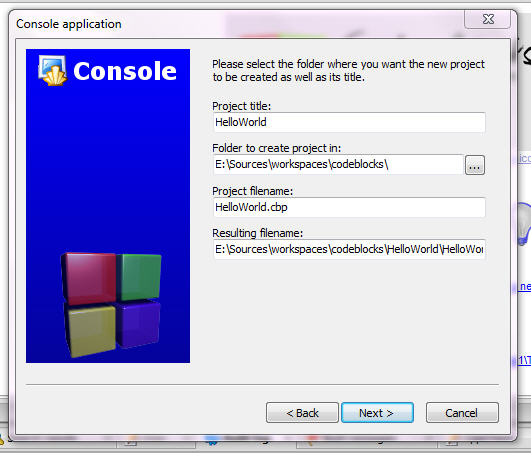 Console application
Console
Please select the folder where you want the new project
to be created as well as its title.
Project title:
HelloWorld
Folder to create project in:
E:\Sources\workspaces\codeblocks\
...
Project filename:
HelloWorld.cbp
Resulting filename:
E:\Sources\workspaces\codeblocks\HelloWorld\HelloWor
< Back
Next >
Cancel